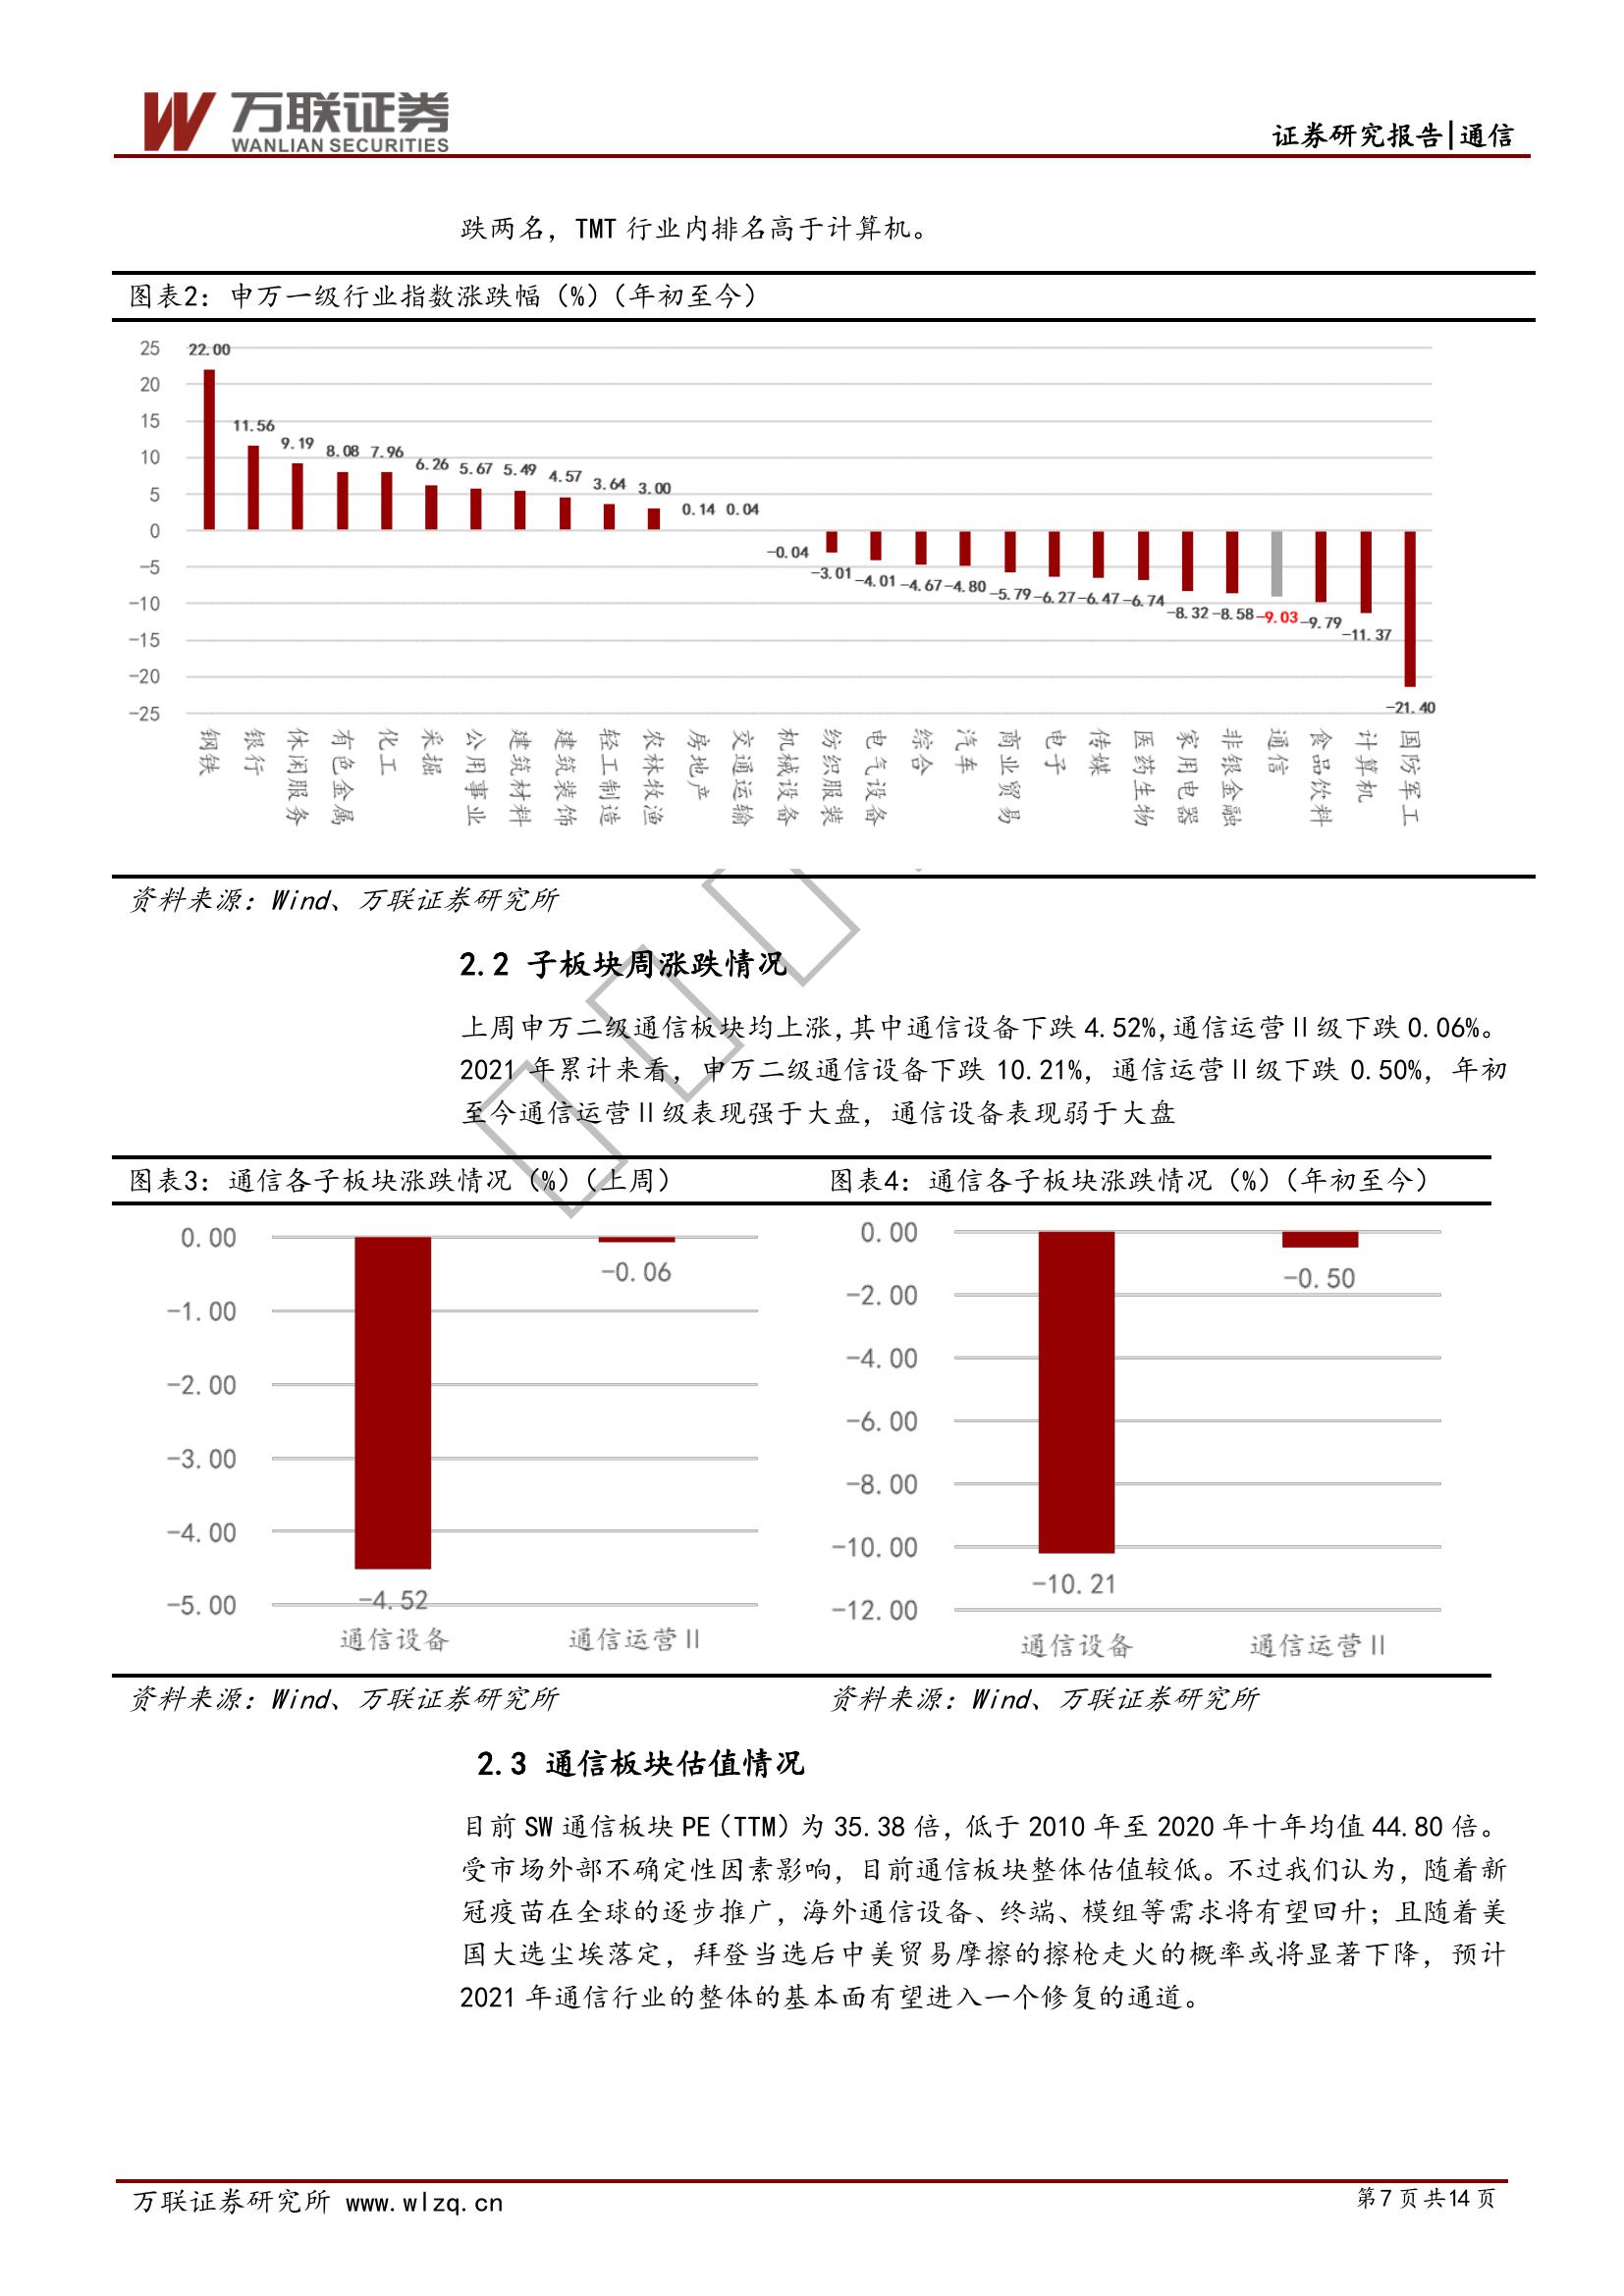 万联证券
WANLIAN SECURITIES
证券研究报告|通信
跌两名，TMT 行业内排名高于计算机。
图表2：申万一级行业指数涨跌幅（%）（年初至今）
25
20
15
10
5
0
-5
-10
-15
-20
-25
22.00
11.56
9.19
8.08
7.96
6.26
5.67
5.49
4.57
3.64
3.00
0.14
0.04
-0.04
-3.01
-4.01
-4.67
-4.80
-5.79
-6.27
-6.47
-6.74
-8.32
-8.58
-9.03
-9.79
-11.37
-21.40
钢铁
银行
休闲服务
有色金属
化工
采掘
公用事业
建筑材料
建筑装饰
轻工制造
农林牧渔
房地产
交通运输
机械设备
纺织服装
电气设备
综合
汽车
商业贸易
电子
传媒
医药生物
家用电器
非银金融
通信
食品饮料
计算机
国防军工
资料来源：Wind、万联证券研究所
2.2 子板块周涨跌情况
上周申万二级通信板块均上涨，其中通信设备下跌 4.52%，通信运营Ⅱ级下跌 0.06%。
2021 年累计来看，申万二级通信设备下跌 10.21%，通信运营Ⅱ级下跌 0.50%，年初
至今通信运营Ⅱ级表现强于大盘，通信设备表现弱于大盘
图表3：通信各子板块涨跌情况（%）（上周）
0.00
-1.00
-2.00
-3.00
-4.00
-5.00
-4.52
-0.06
通信设备
通信运营Ⅱ
资料来源：Wind、万联证券研究所
图表4：通信各子板块涨跌情况（%）（年初至今）
0.00
-2.00
-4.00
-6.00
-8.00
-10.00
-12.00
-10.21
-0.50
通信设备
通信运营Ⅱ
资料来源：Wind、万联证券研究所
2.3 通信板块估值情况
目前 SW 通信板块 PE（TTM）为 35.38 倍，低于 2010 年至 2020 年十年均值 44.80 倍。
受市场外部不确定性因素影响，目前通信板块整体估值较低。不过我们认为，随着新
冠疫苗在全球的逐步推广，海外通信设备、终端、模组等需求将有望回升；且随着美
国大选尘埃落定，拜登当选后中美贸易摩擦的擦枪走火的概率或将显著下降，预计
2021 年通信行业的整体的基本面有望进入一个修复的通道。
万联证券研究所 www.wlzq.cn
第 7 页 共 14 页